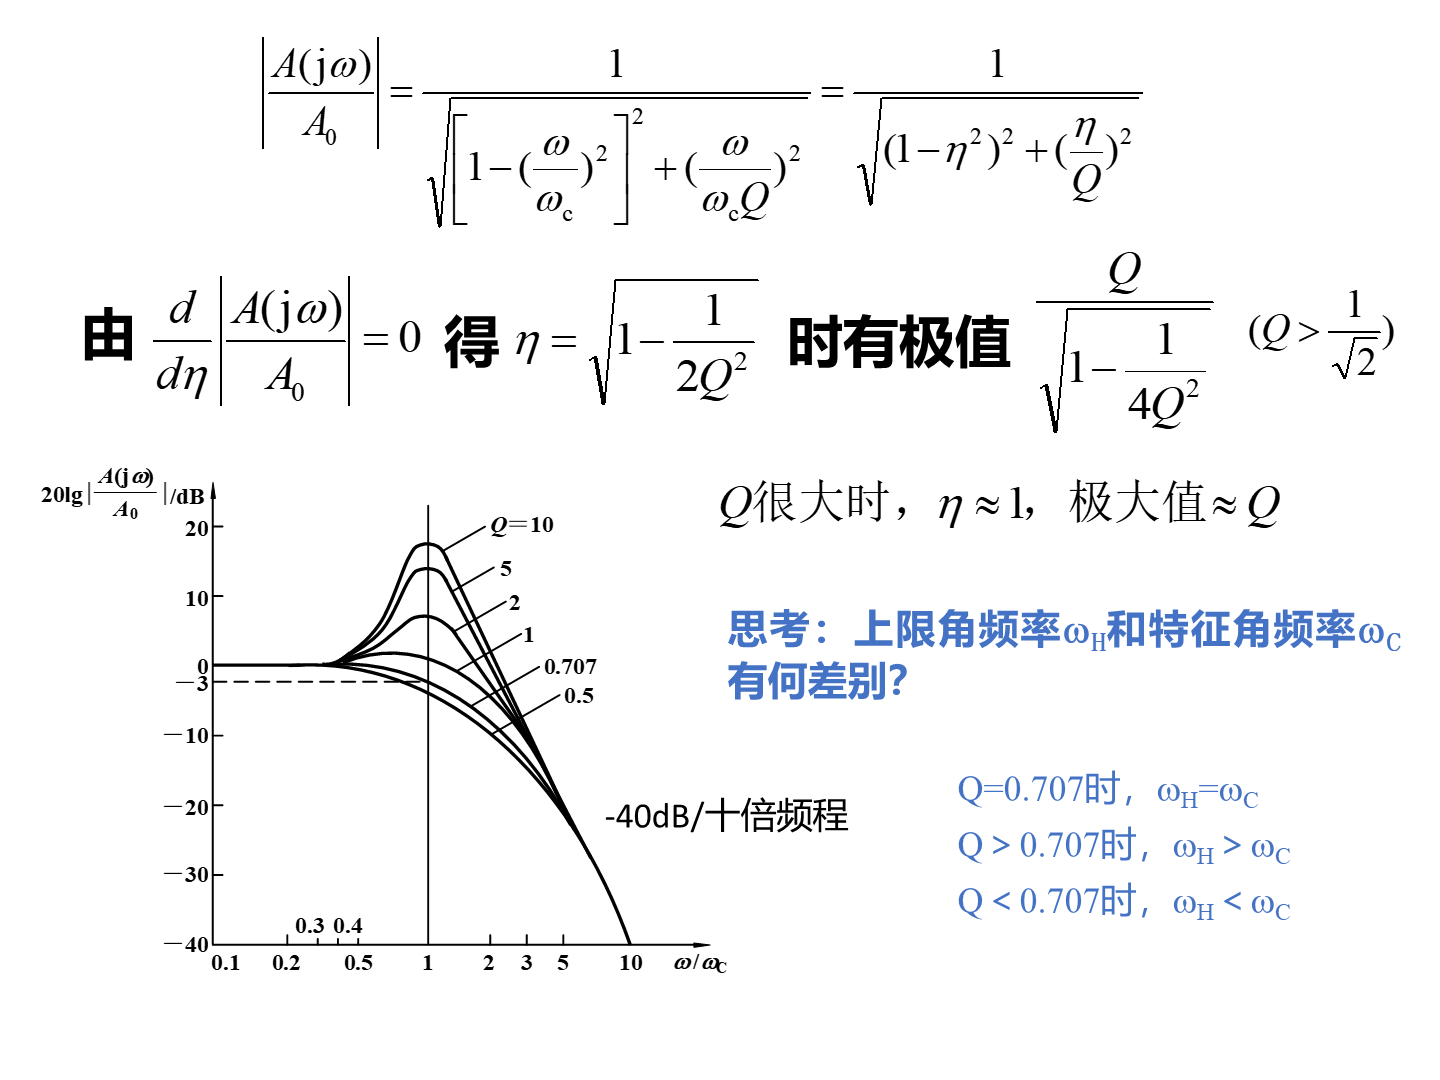 |A(jω)/A₀| = 1/√([1−(ω/ω_c)²]² + (ω/(ω_cQ))²) = 1/√((1−η²)² + (η/Q)²)
由 d/dη |A(jω)/A₀| = 0 得 η = √(1−1/(2Q²)) 时有极值 Q/√(1−1/(4Q²)) (Q > 1/√2)
20lg|A(jω)/A₀|/dB
20
10
0
−3
−10
−20
−30
−40
Q=10
5
2
1
0.707
0.5
-40dB/十倍频程
0.3 0.4
0.1 0.2 0.5 1 2 3 5 10 ω/ω_C
Q很大时，η≈1，极大值≈Q
思考：上限角频率ω_H和特征角频率ω_C
有何差别?
Q=0.707时，ω_H=ω_C
Q＞0.707时，ω_H＞ω_C
Q＜0.707时，ω_H＜ω_C